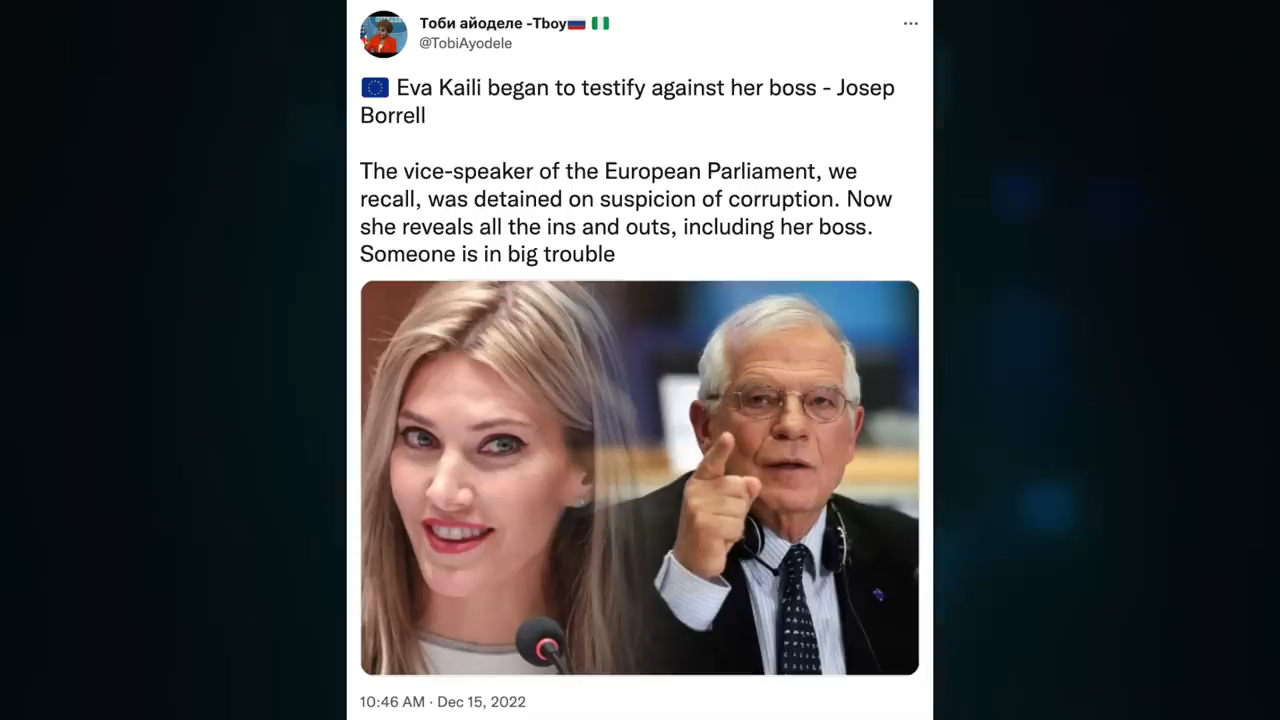 Тоби айоделе -Tboy🇷🇺 🇳🇬
@TobiAyodele
🇪🇺 Eva Kaili began to testify against her boss - Josep
Borrell
The vice-speaker of the European Parliament, we
recall, was detained on suspicion of corruption. Now
she reveals all the ins and outs, including her boss.
Someone is in big trouble
10:46 AM · Dec 15, 2022